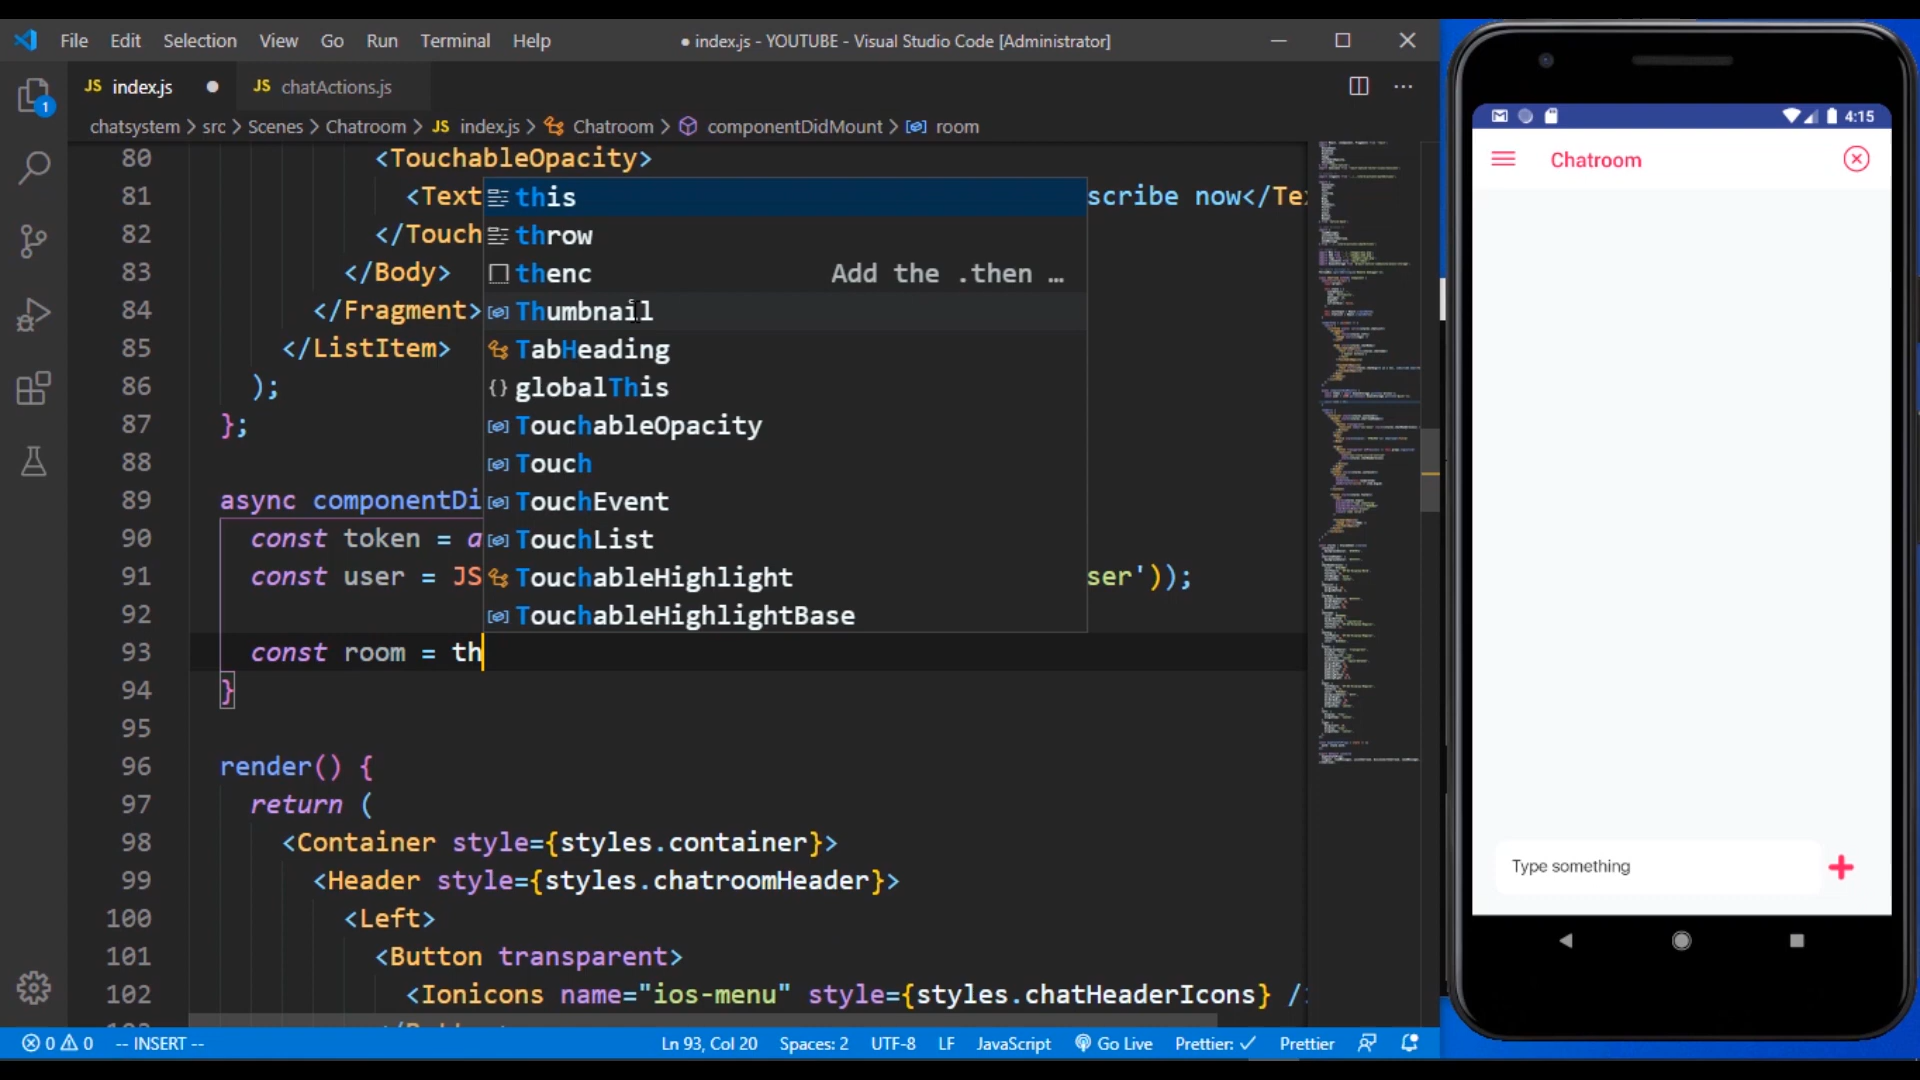 File Edit Selection View Go Run Terminal Help
● index.js - YOUTUBE - Visual Studio Code [Administrator]
JS index.js ●
JS chatActions.js
chatsystem > src > Scenes > Chatroom > JS index.js > Chatroom > componentDidMount > room
1
80 <TouchableOpacity>
81 <Text scribe now</Te
82 </Touch
83 </Body>
84 </Fragment>
85 </ListItem>
86 );
87 };
88
89 async componentDi
90 const token = a
91 const user = JS ser'));
92
93 const room = th
94 }
95
96 render() {
97 return (
98 <Container style={styles.container}>
99 <Header style={styles.chatroomHeader}>
100 <Left>
101 <Button transparent>
102 <Ionicons name="ios-menu" style={styles.chatHeaderIcons} /
this
throw
thenc Add the .then …
Thumbnail
TabHeading
globalThis
TouchableOpacity
Touch
TouchEvent
TouchList
TouchableHighlight
TouchableHighlightBase
0 0 -- INSERT --
Ln 93, Col 20 Spaces: 2 UTF-8 LF JavaScript Go Live Prettier: ✓ Prettier
4:15
Chatroom
Type something